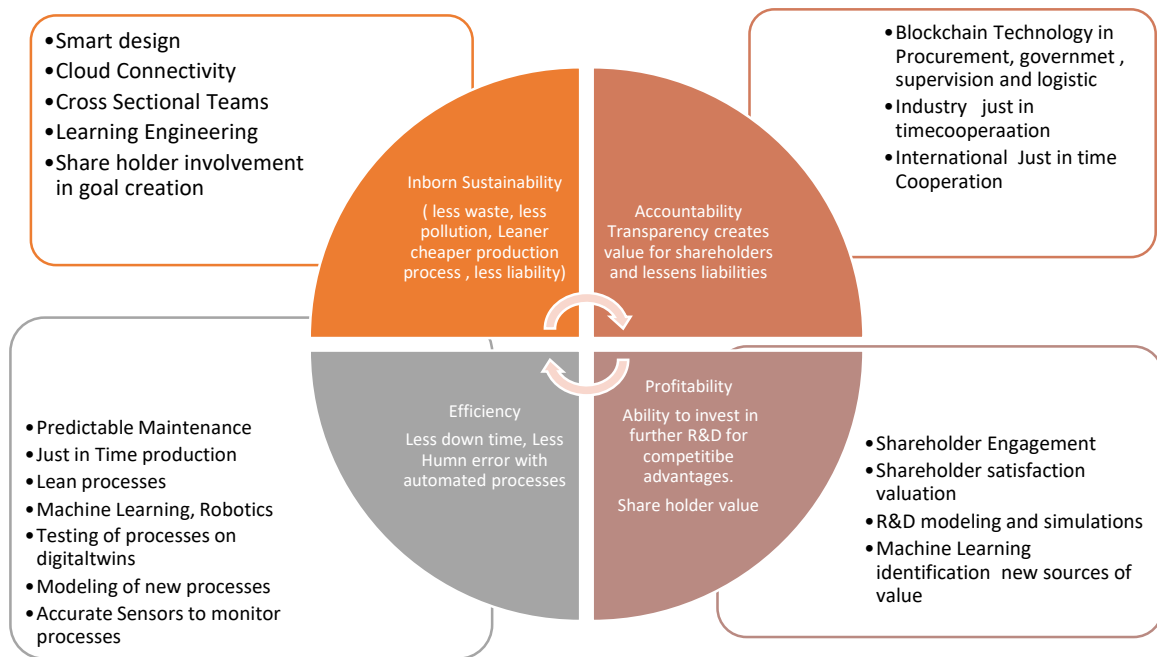 •Smart design
•Cloud Connectivity
•Cross Sectional Teams
•Learning Engineering
•Share holder involvement
in goal creation
•Blockchain Technology in
Procurement, governmet ,
supervision and logistic
•Industry just in
timecooperaation
•International Just in time
Cooperation
Inborn Sustainability
( less waste, less
pollution, Leaner
cheaper production
process , less liability)
Accountability
Transparency creates
value for shareholders
and lessens liabilities
Efficiency
Less down time, Less
Humn error with
automated processes
Profitability
Ability to invest in
further R&D for
competitibe
advantages.
Share holder value
•Predictable Maintenance
•Just in Time production
•Lean processes
•Machine Learning, Robotics
•Testing of processes on
digitaltwins
•Modeling of new processes
•Accurate Sensors to monitor
processes
•Shareholder Engagement
•Shareholder satisfaction
valuation
•R&D modeling and simulations
•Machine Learning
identification new sources of
value